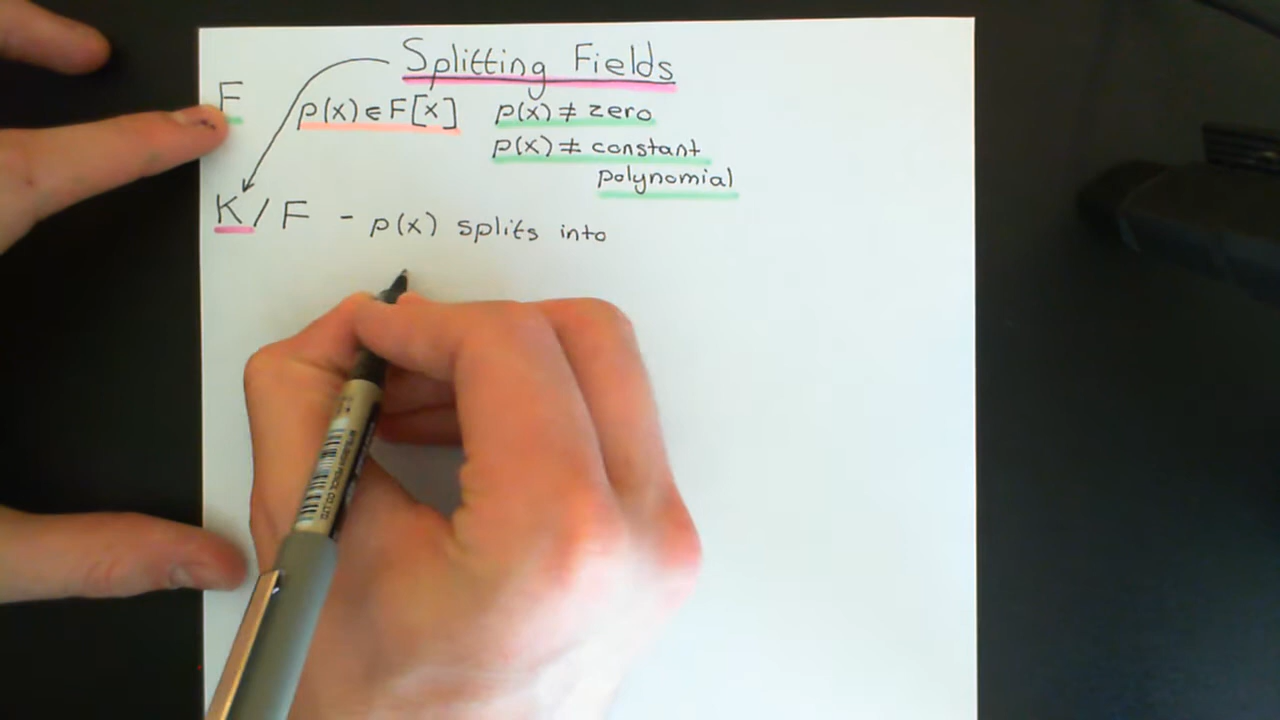 Splitting Fields
F p(x) ∈ F[x] p(x) ≠ zero
p(x) ≠ constant
polynomial
K / F - p(x) splits into